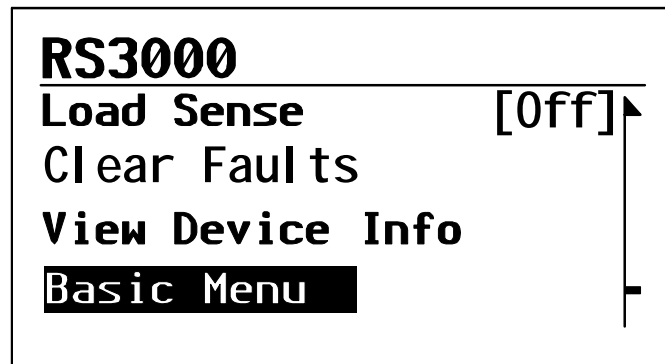 RS3000
Load Sense [Off]
Clear Faults
View Device Info
Basic Menu